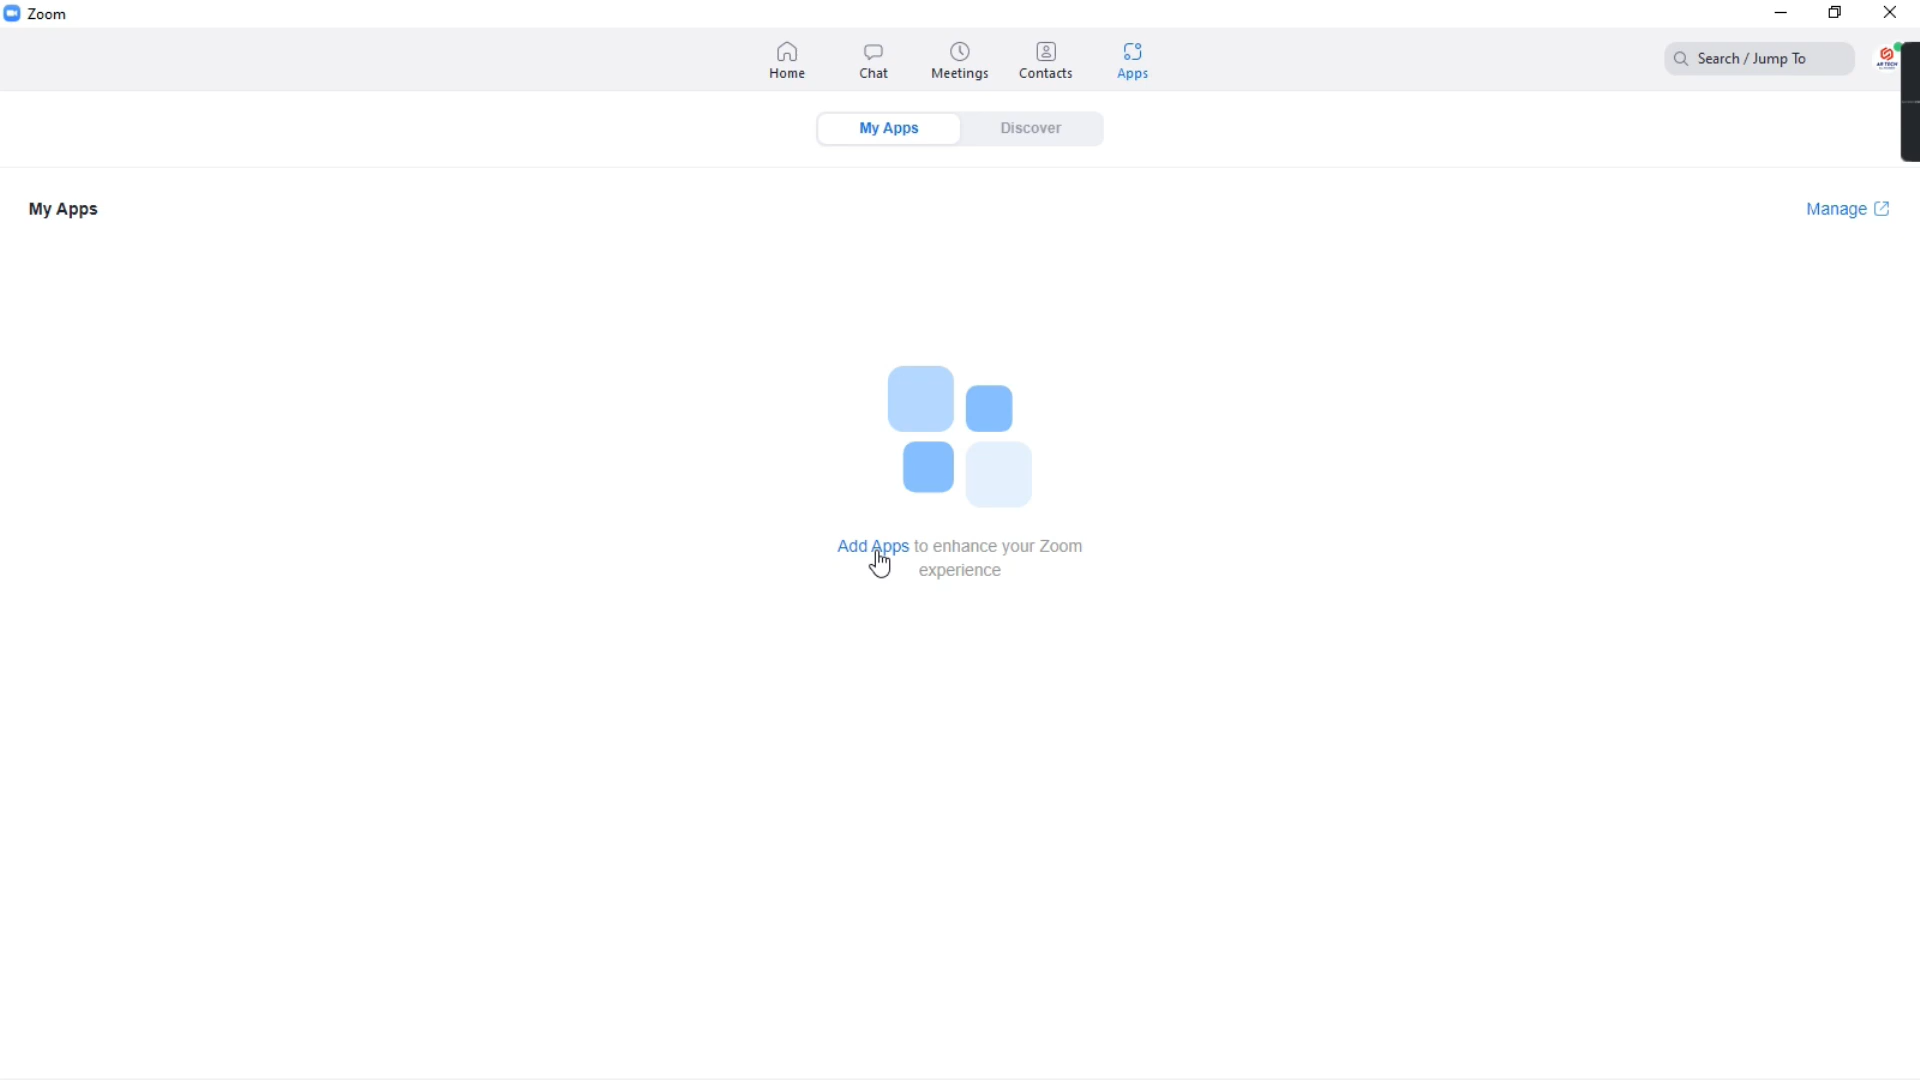 Zoom
Home
Chat
Meetings
Contacts
Apps
Search / Jump To
My Apps
Discover
My Apps
Manage
Add Apps to enhance your Zoom
experience